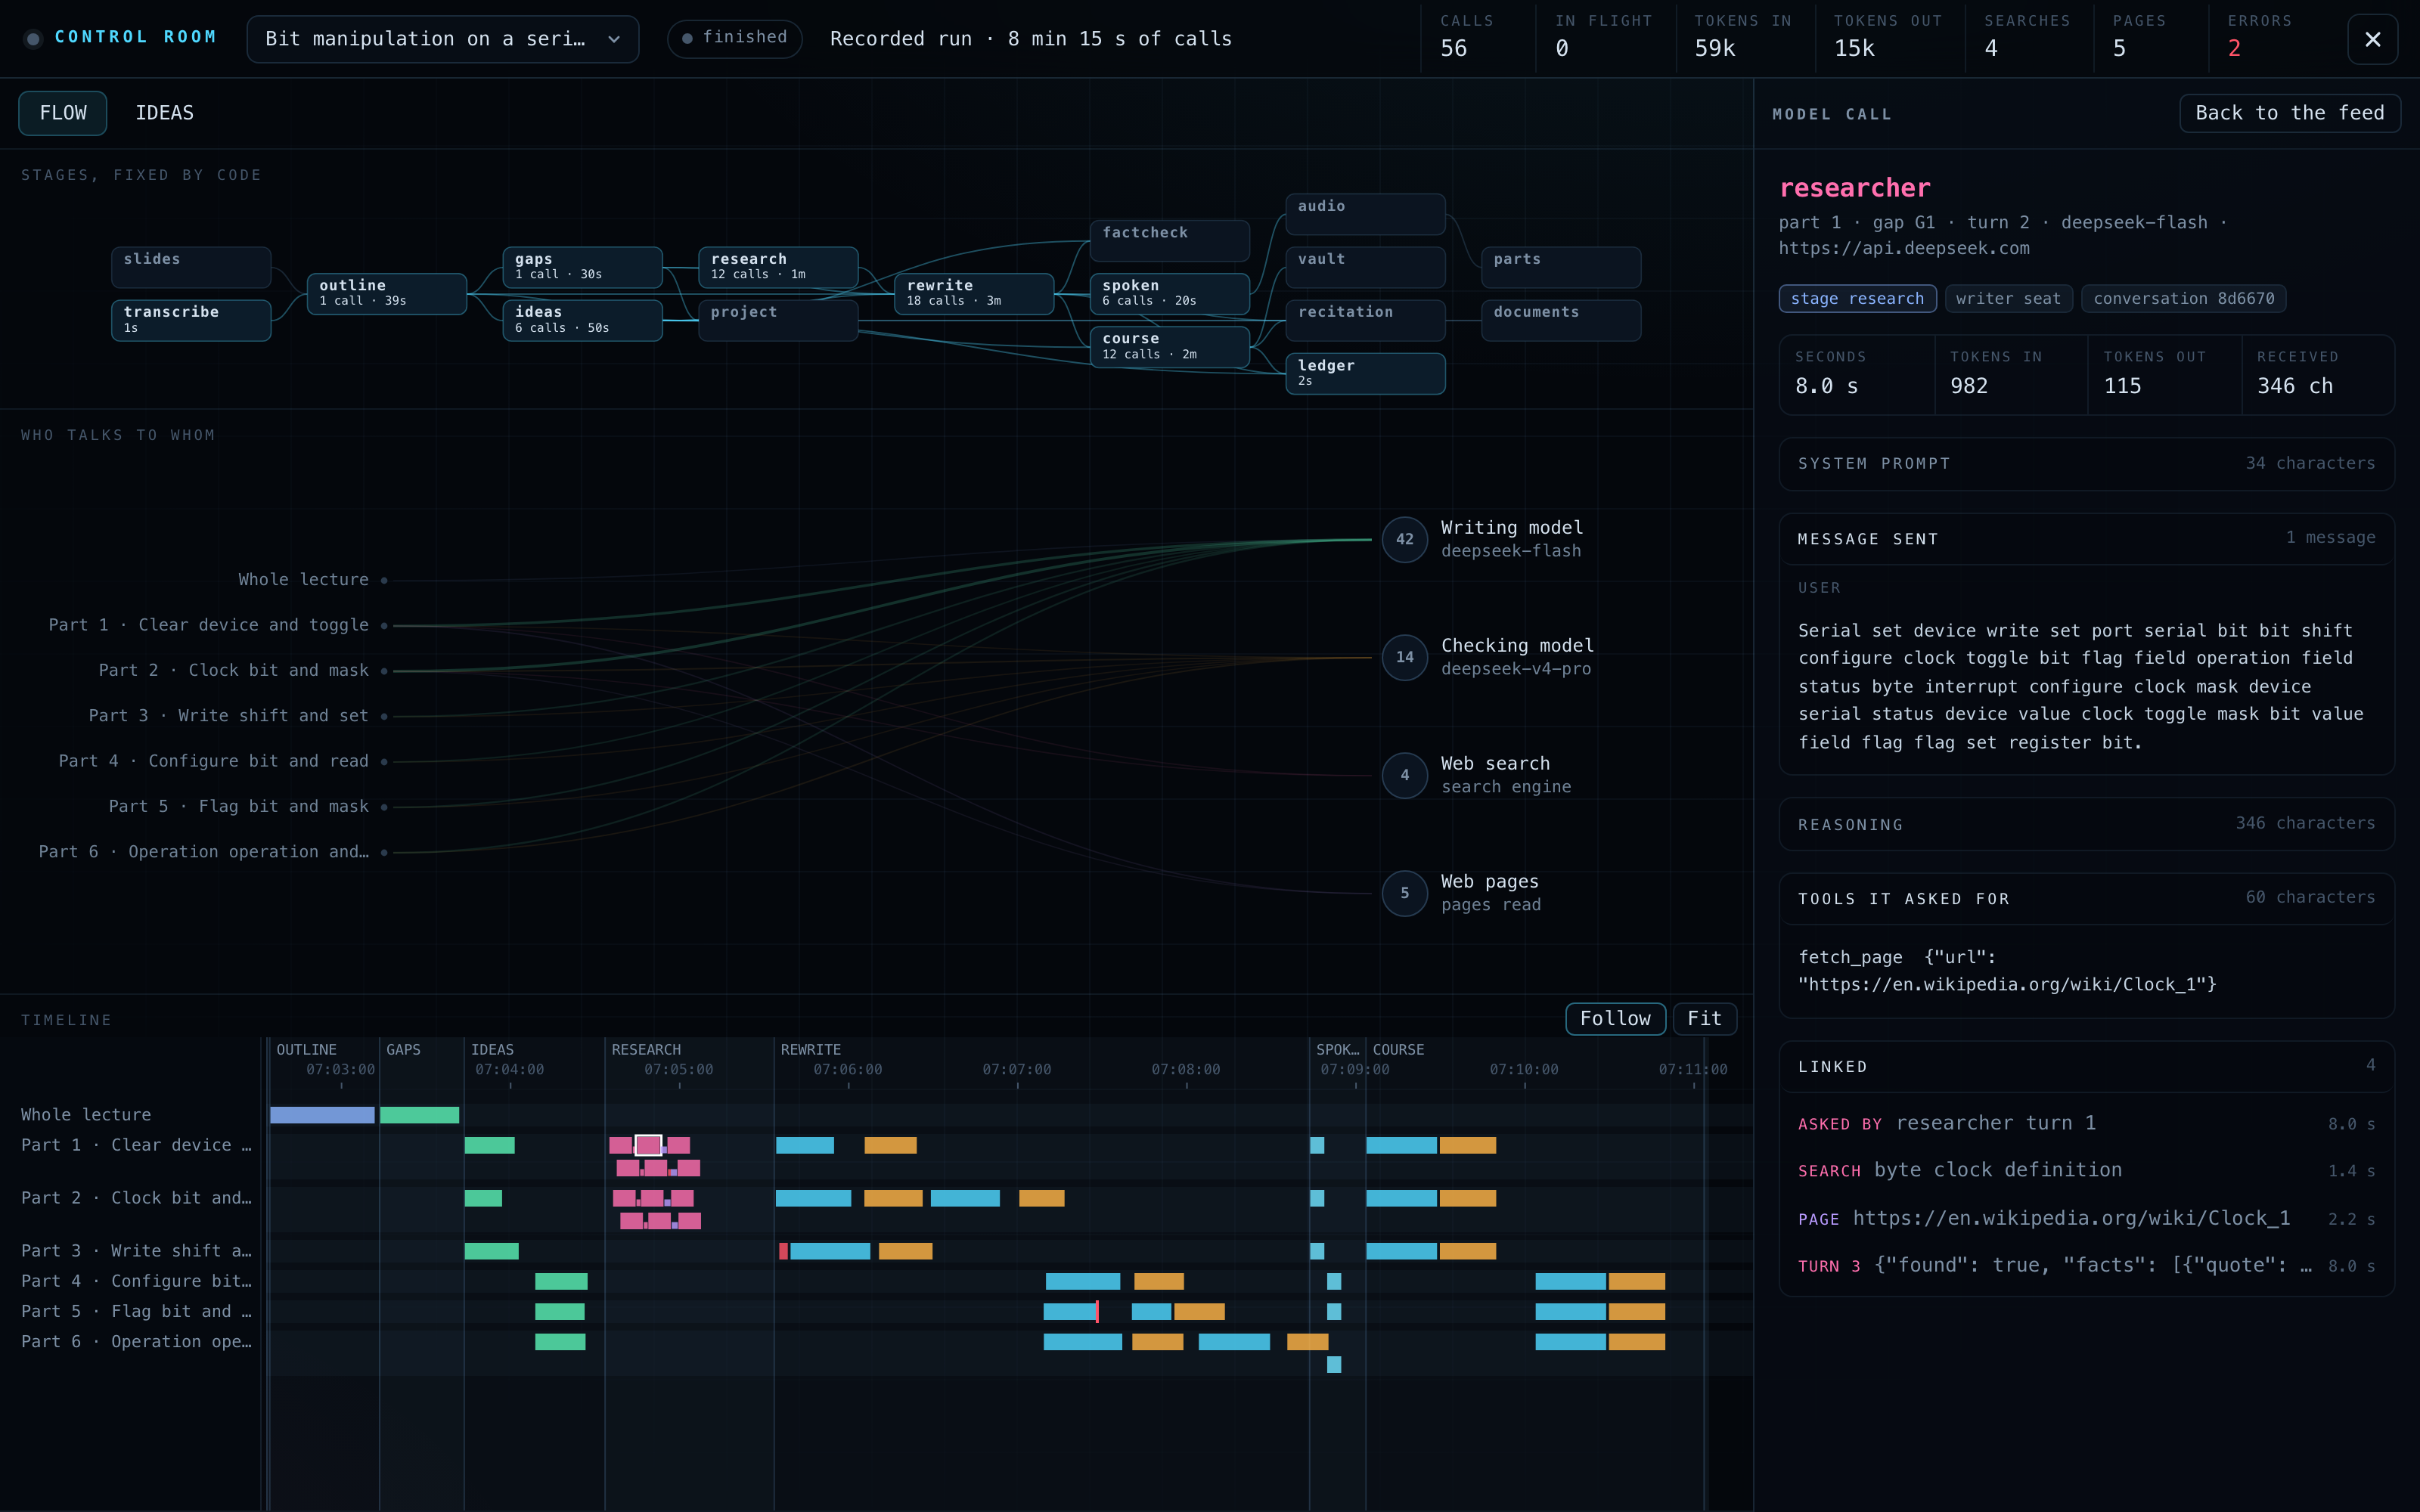 CONTROL ROOM
Bit manipulation on a seri…
finished
Recorded run · 8 min 15 s of calls
CALLS
56
IN FLIGHT
0
TOKENS IN
59k
TOKENS OUT
15k
SEARCHES
4
PAGES
5
ERRORS
2
FLOW
IDEAS
STAGES, FIXED BY CODE
slides
transcribe
1s
outline
1 call · 39s
gaps
1 call · 30s
ideas
6 calls · 50s
research
12 calls · 1m
project
rewrite
18 calls · 3m
factcheck
spoken
6 calls · 20s
course
12 calls · 2m
audio
vault
recitation
ledger
2s
parts
documents
WHO TALKS TO WHOM
Whole lecture
Part 1 · Clear device and toggle
Part 2 · Clock bit and mask
Part 3 · Write shift and set
Part 4 · Configure bit and read
Part 5 · Flag bit and mask
Part 6 · Operation operation and…
42
Writing model
deepseek-flash
14
Checking model
deepseek-v4-pro
4
Web search
search engine
5
Web pages
pages read
TIMELINE
Follow
Fit
OUTLINE
GAPS
IDEAS
RESEARCH
REWRITE
SPOK…
COURSE
07:03:00
07:04:00
07:05:00
07:06:00
07:07:00
07:08:00
07:09:00
07:10:00
07:11:00
Whole lecture
Part 1 · Clear device …
Part 2 · Clock bit and…
Part 3 · Write shift a…
Part 4 · Configure bit…
Part 5 · Flag bit and …
Part 6 · Operation ope…
MODEL CALL
Back to the feed
researcher
part 1 · gap G1 · turn 2 · deepseek-flash ·
https://api.deepseek.com
stage research
writer seat
conversation 8d6670
SECONDS
8.0 s
TOKENS IN
982
TOKENS OUT
115
RECEIVED
346 ch
SYSTEM PROMPT
34 characters
MESSAGE SENT
1 message
USER
Serial set device write set port serial bit bit shift
configure clock toggle bit flag field operation field
status byte interrupt configure clock mask device
serial status device value clock toggle mask bit value
field flag flag set register bit.
REASONING
346 characters
TOOLS IT ASKED FOR
60 characters
fetch_page  {"url":
"https://en.wikipedia.org/wiki/Clock_1"}
LINKED
4
ASKED BY researcher turn 1 8.0 s
SEARCH byte clock definition 1.4 s
PAGE https://en.wikipedia.org/wiki/Clock_1 2.2 s
TURN 3 {"found": true, "facts": [{"quote": … 8.0 s